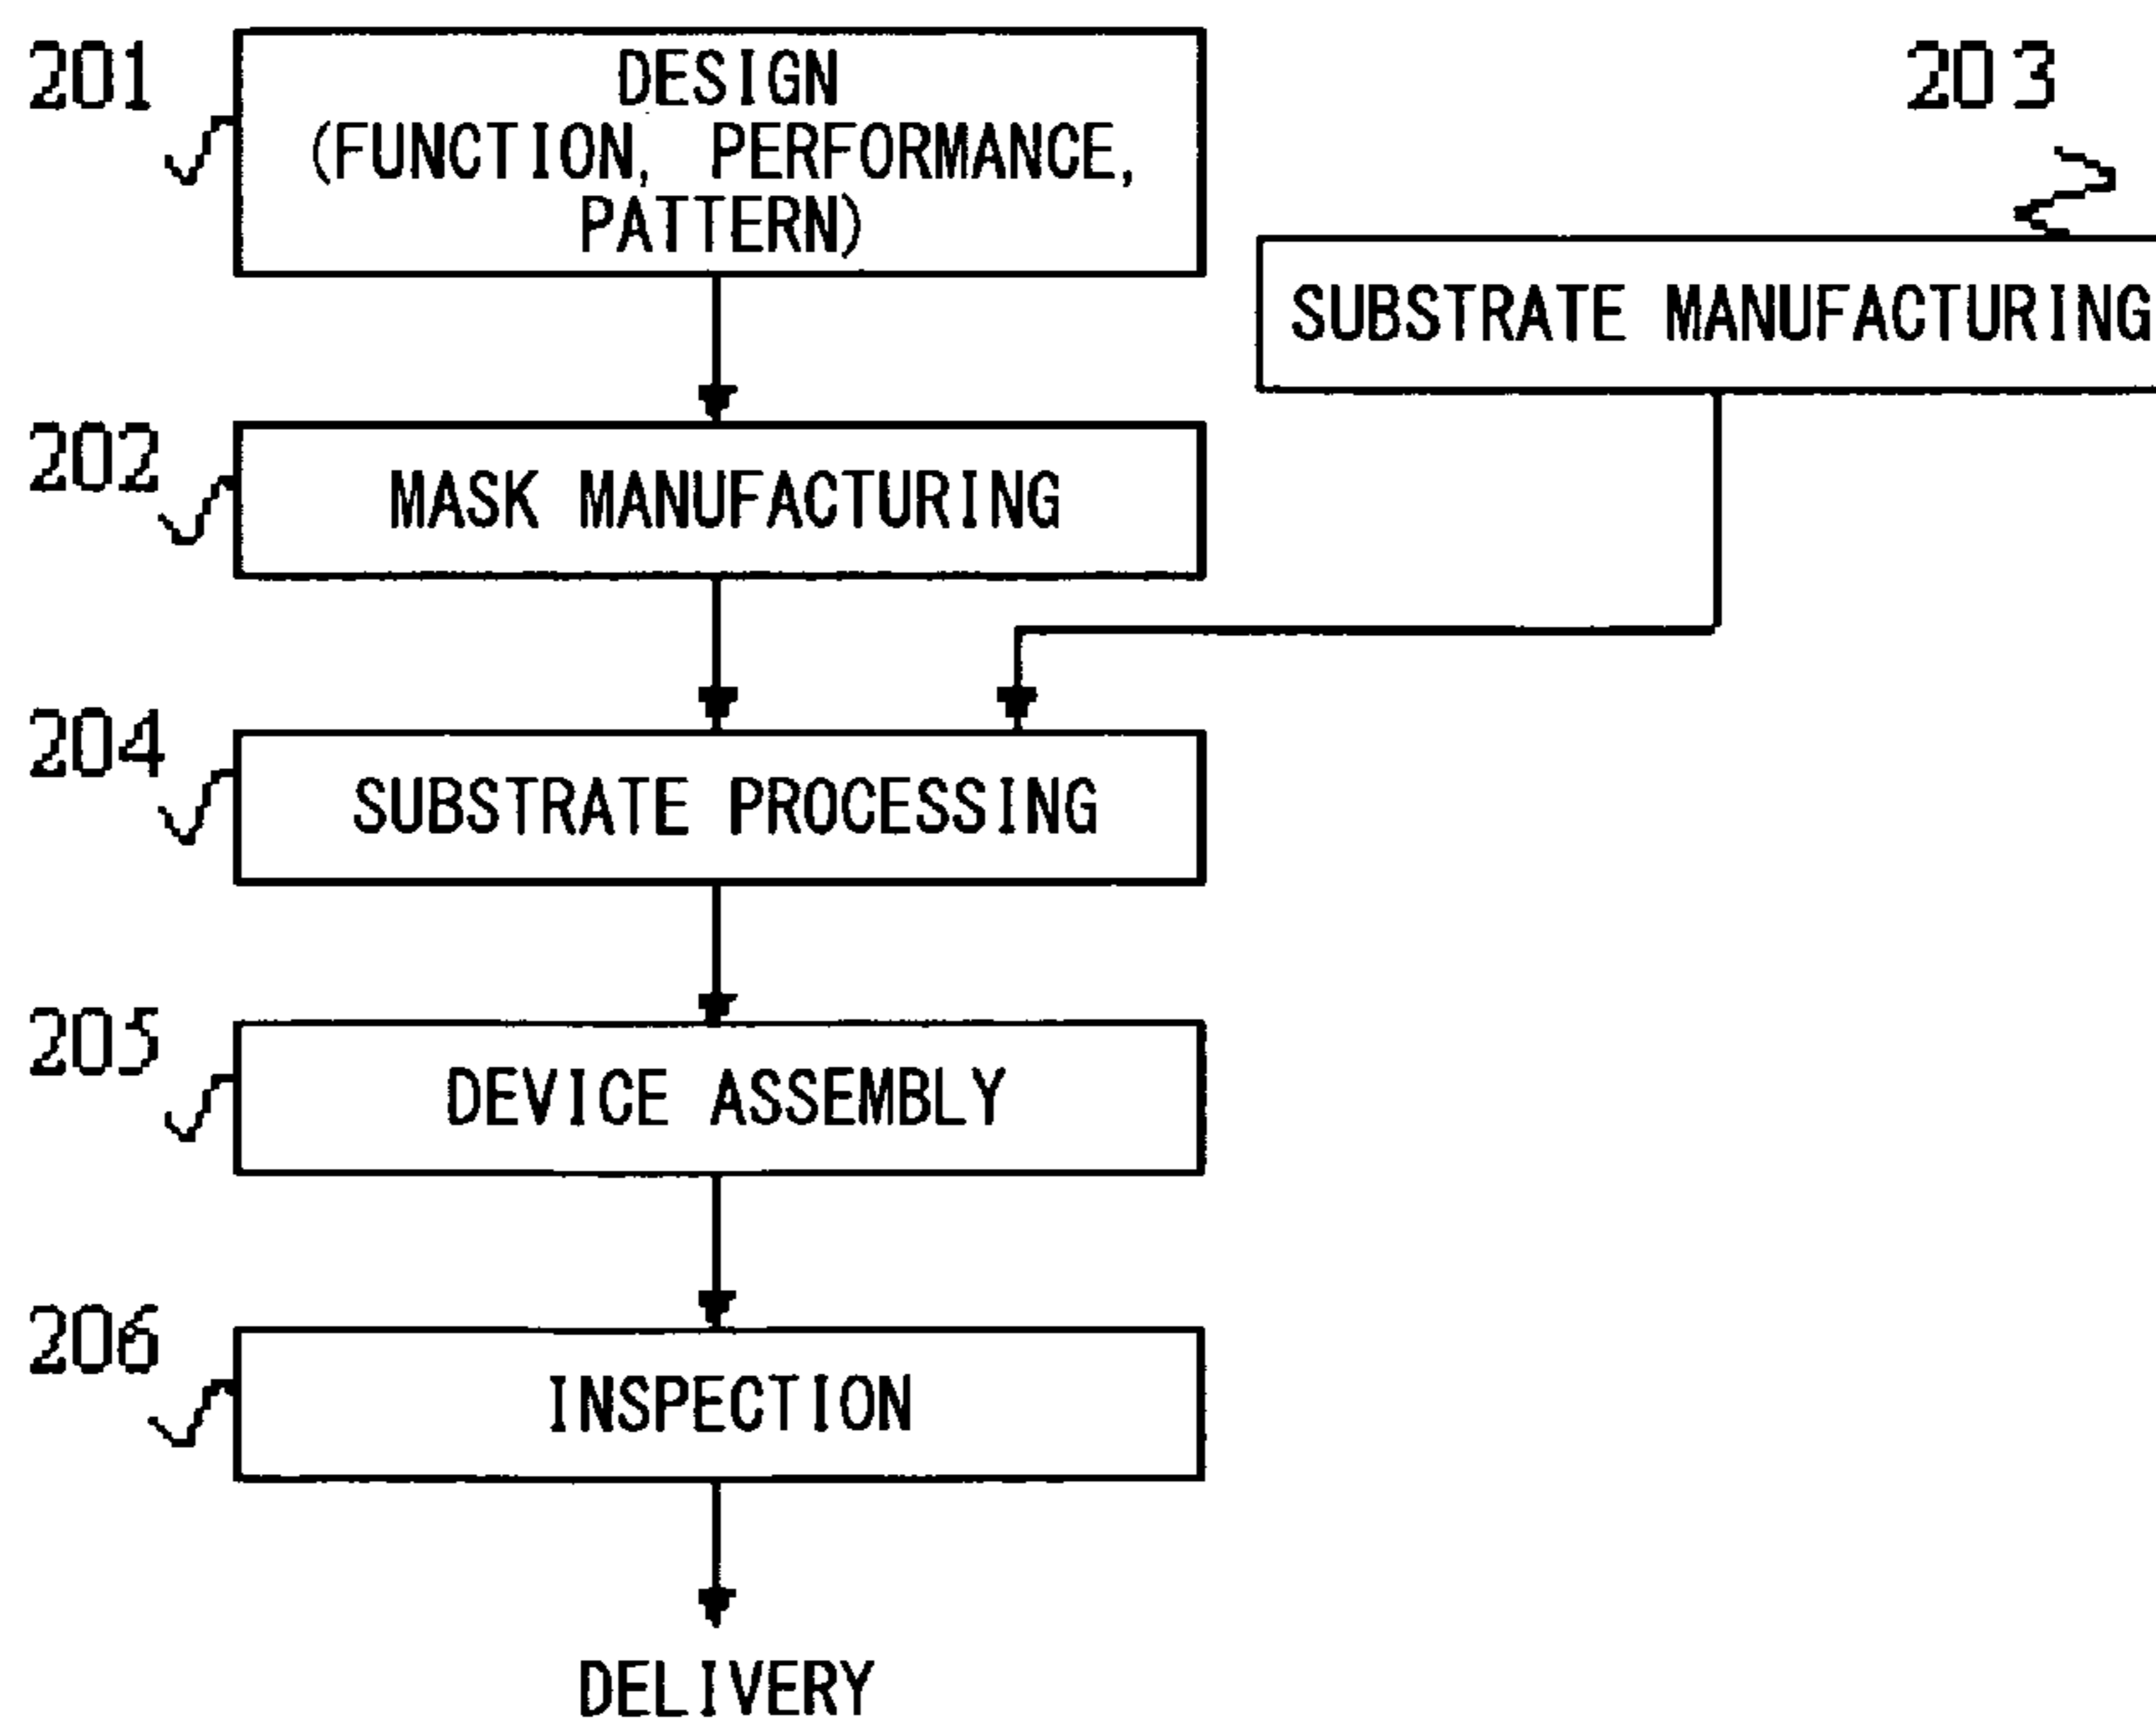 201
DESIGN
(FUNCTION, PERFORMANCE,
PATTERN)
203
SUBSTRATE MANUFACTURING
202
MASK MANUFACTURING
204
SUBSTRATE PROCESSING
205
DEVICE ASSEMBLY
206
INSPECTION
DELIVERY